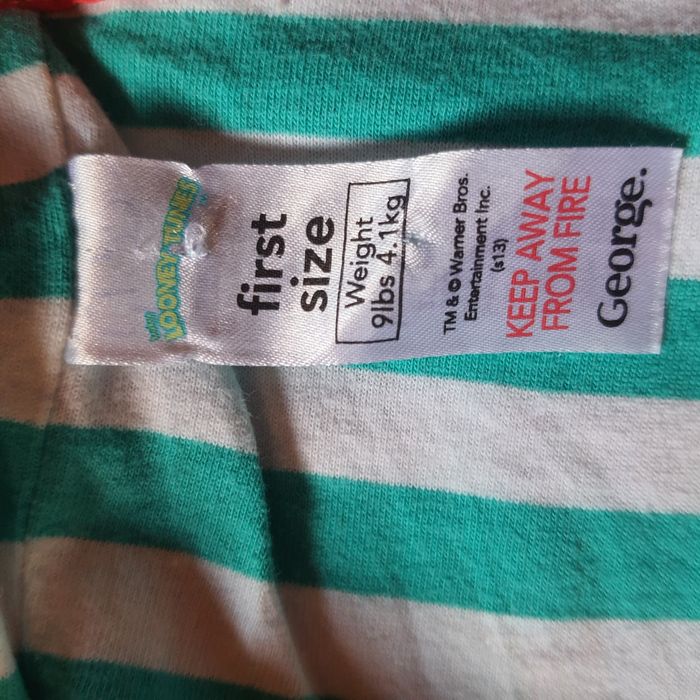 baby
LOONEY TUNES
first
size
Weight
9lbs 4.1kg
TM & © Warner Bros.
Entertainment Inc.
(s13)
KEEP AWAY
FROM FIRE
George.